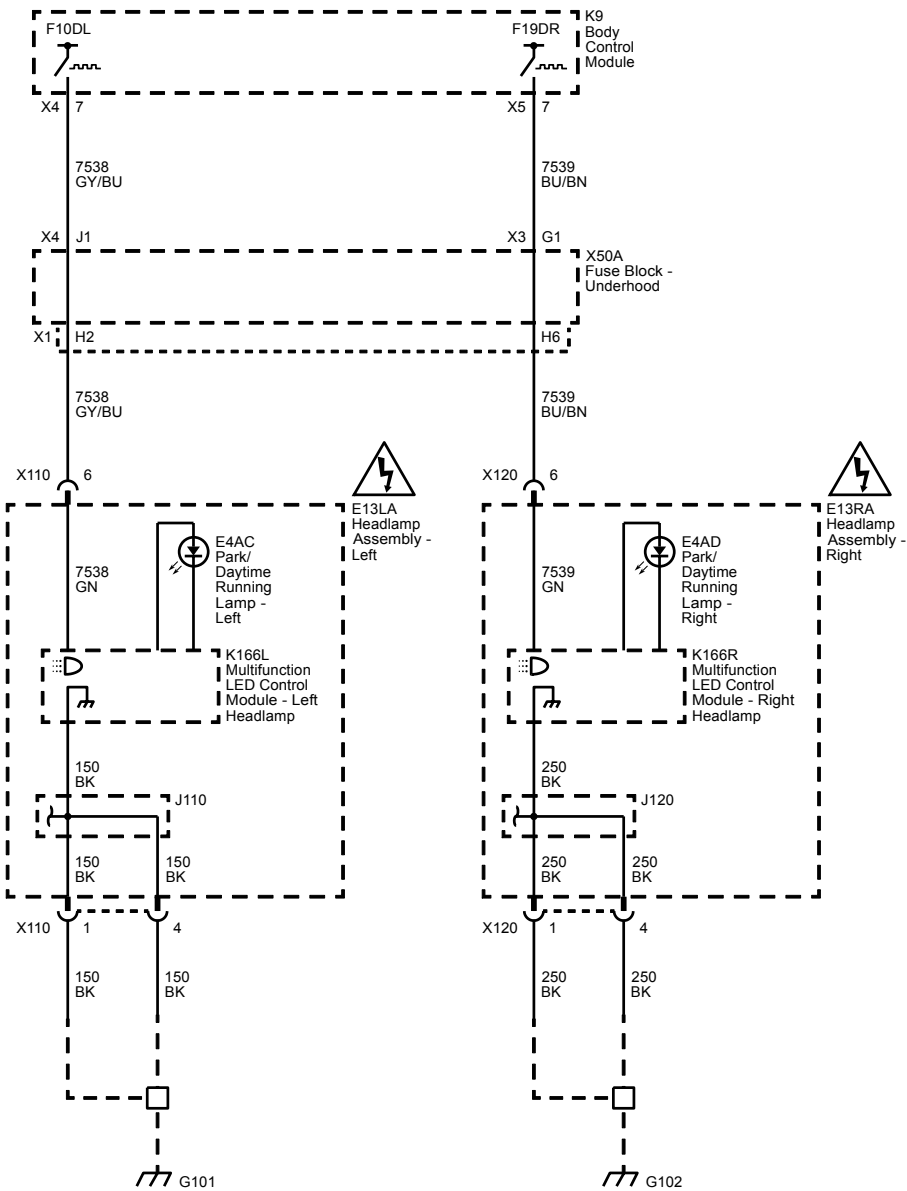 F10DL
F19DR
K9
Body
Control
Module
X4 7
X5 7
7538
GY/BU
7539
BU/BN
X4 J1
X3 G1
X50A
Fuse Block -
Underhood
X1 H2
H6
7538
GY/BU
7539
BU/BN
X110 6
X120 6
E13LA
Headlamp
Assembly -
Left
E13RA
Headlamp
Assembly -
Right
7538
GN
E4AC
Park/
Daytime
Running
Lamp -
Left
7539
GN
E4AD
Park/
Daytime
Running
Lamp -
Right
K166L
Multifunction
LED Control
Module - Left
Headlamp
K166R
Multifunction
LED Control
Module - Right
Headlamp
150
BK
250
BK
J110
J120
150
BK
150
BK
250
BK
250
BK
X110 1 4
X120 1 4
150
BK
150
BK
250
BK
250
BK
G101
G102